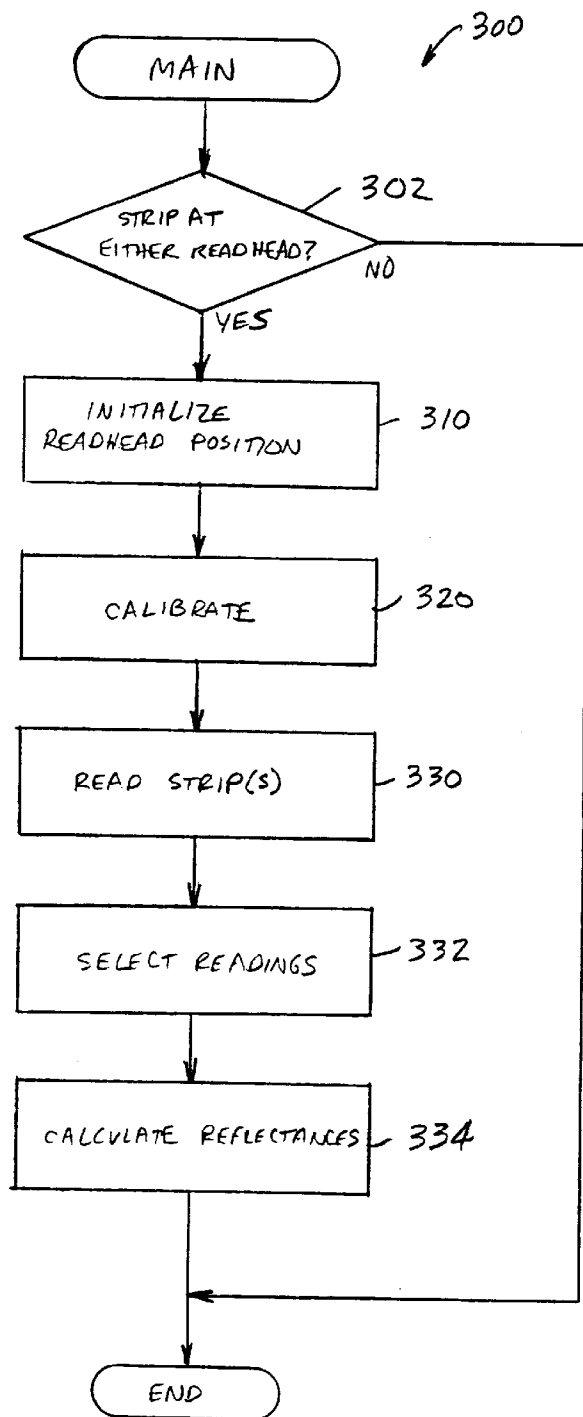 300
MAIN
302
STRIP AT
EITHER READHEAD?
NO
YES
INITIALIZE
READHEAD POSITION
310
CALIBRATE
320
READ STRIP(S)
330
SELECT READINGS
332
CALCULATE REFLECTANCES
334
END